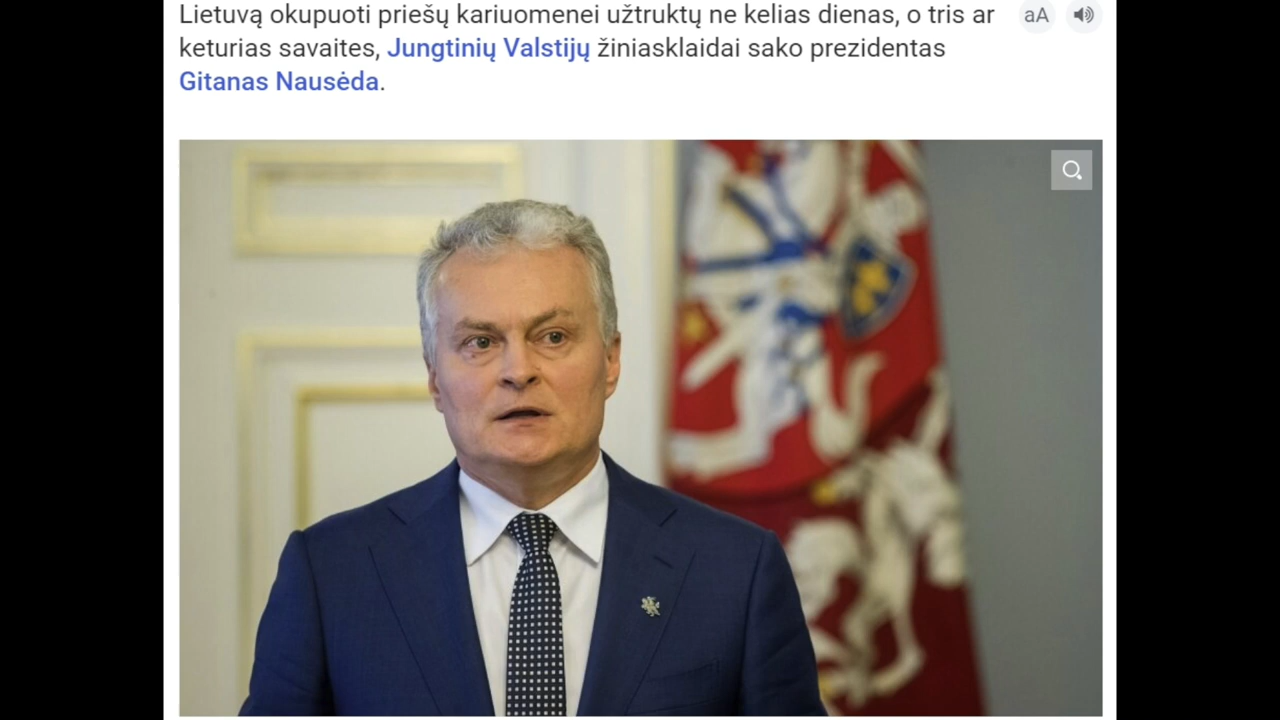 Lietuvą okupuoti priešų kariuomenei užtruktų ne kelias dienas, o tris ar
keturias savaites, Jungtinių Valstijų žiniasklaidai sako prezidentas
Gitanas Nausėda.
aA